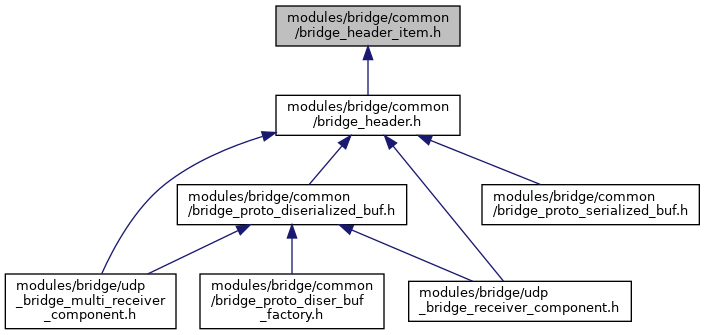 modules/bridge/common
/bridge_header_item.h
modules/bridge/common
/bridge_header.h
modules/bridge/common
/bridge_proto_diserialized_buf.h
modules/bridge/common
/bridge_proto_serialized_buf.h
modules/bridge/udp
_bridge_multi_receiver
_component.h
modules/bridge/common
/bridge_proto_diser_buf
_factory.h
modules/bridge/udp
_bridge_receiver_component.h